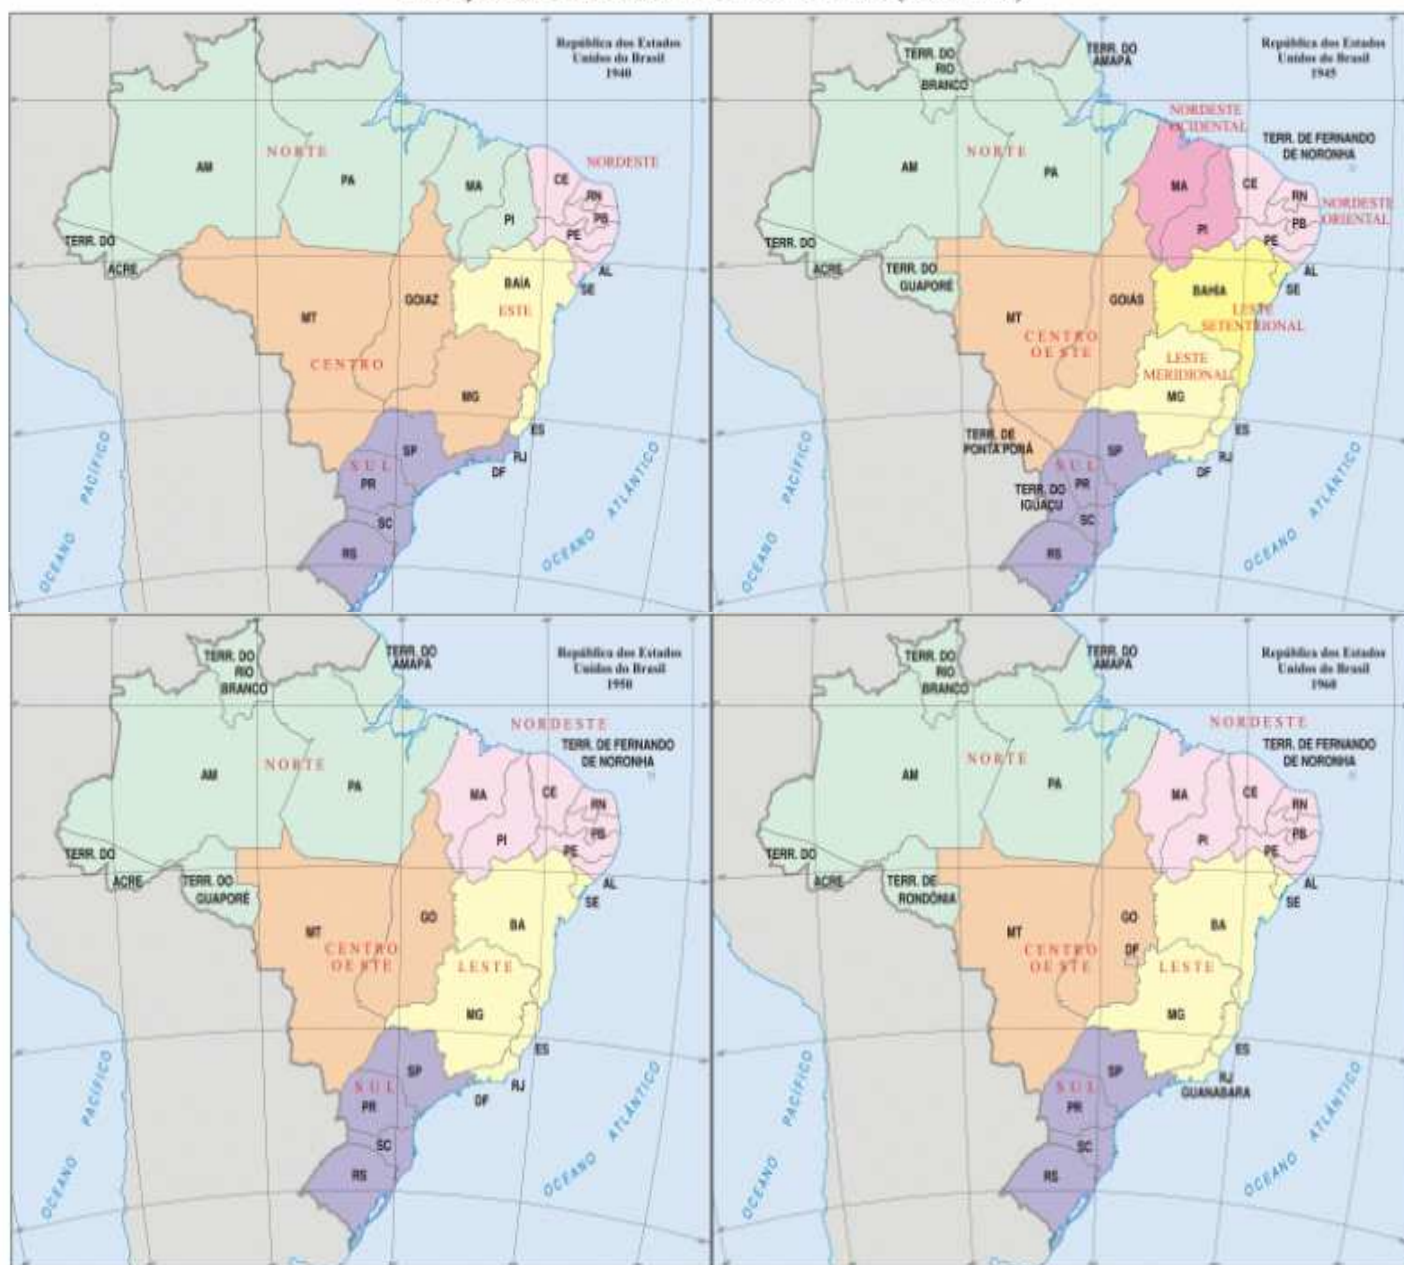 República dos Estados
Unidos do Brasil
1940
NORTE
NORDESTE
AM
PA
MA
CE
RN
PB
PI
PE
TERR. DO
ACRE
AL
SE
BAÍA
ESTE
GOIAZ
MT
CENTRO
MG
ES
SP
RJ
DF
SUL
PR
SC
RS
OCEANO PACÍFICO
OCEANO ATLÂNTICO
República dos Estados
Unidos do Brasil
1945
TERR. DO
RIO
BRANCO
TERR. DO
AMAPÁ
NORDESTE
OCIDENTAL
TERR. DE FERNANDO
DE NORONHA
NORTE
AM
PA
MA
CE
RN
NORDESTE
ORIENTAL
PB
PI
PE
TERR. DO
ACRE
TERR. DO
GUAPORÉ
AL
SE
BAHIA
GOIÁS
LESTE
SETENTRIONAL
MT
CENTRO
OESTE
LESTE
MERIDIONAL
MG
ES
TERR. DE
PONTA PORÃ
SP
RJ
DF
SUL
PR
TERR. DO
IGUAÇU
SC
RS
OCEANO PACÍFICO
OCEANO ATLÂNTICO
República dos Estados
Unidos do Brasil
1950
TERR. DO
RIO
BRANCO
TERR. DO
AMAPÁ
NORDESTE
TERR. DE FERNANDO
DE NORONHA
NORTE
AM
PA
MA
CE
RN
PB
PI
PE
TERR. DO
ACRE
TERR. DO
GUAPORÉ
AL
SE
GO
BA
MT
CENTRO
OESTE
LESTE
MG
ES
SP
RJ
DF
SUL
PR
SC
RS
OCEANO PACÍFICO
OCEANO ATLÂNTICO
República dos Estados
Unidos do Brasil
1960
TERR. DO
RIO
BRANCO
TERR. DO
AMAPÁ
NORDESTE
TERR. DE FERNANDO
DE NORONHA
NORTE
AM
PA
MA
CE
RN
PB
PI
PE
TERR. DO
ACRE
TERR. DE
RONDÔNIA
AL
SE
GO
BA
MT
DF
CENTRO
OESTE
LESTE
MG
ES
SP
RJ
GUANABARA
SUL
PR
SC
RS
OCEANO PACÍFICO
OCEANO ATLÂNTICO